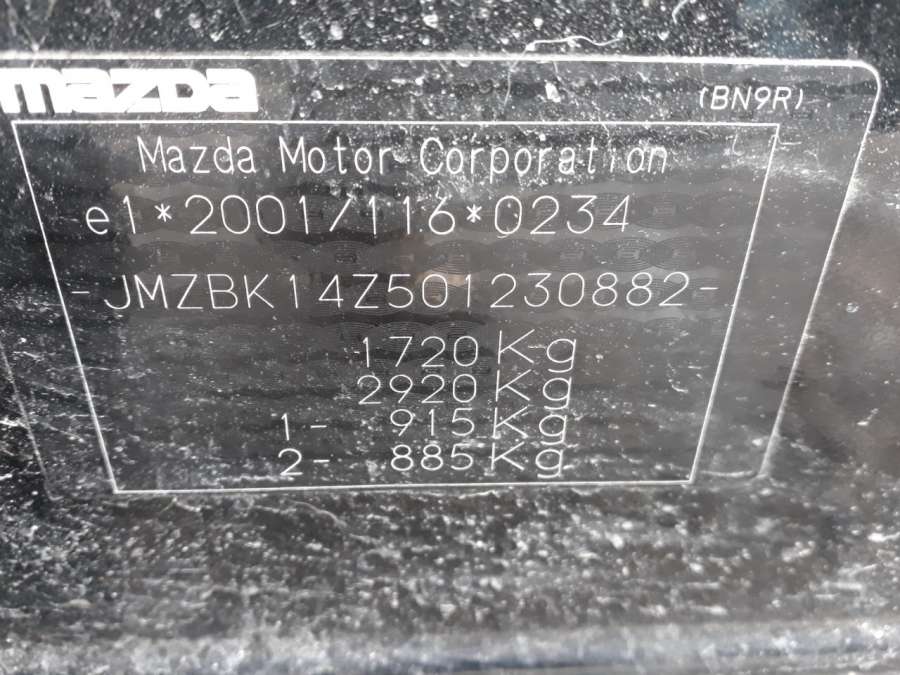 mazda (BN9R)
Mazda Motor Corporation
e1*2001/116*0234
-JMZBK14Z501230882-
1720 Kg
2920 Kg
1- 915 Kg
2- 885 Kg